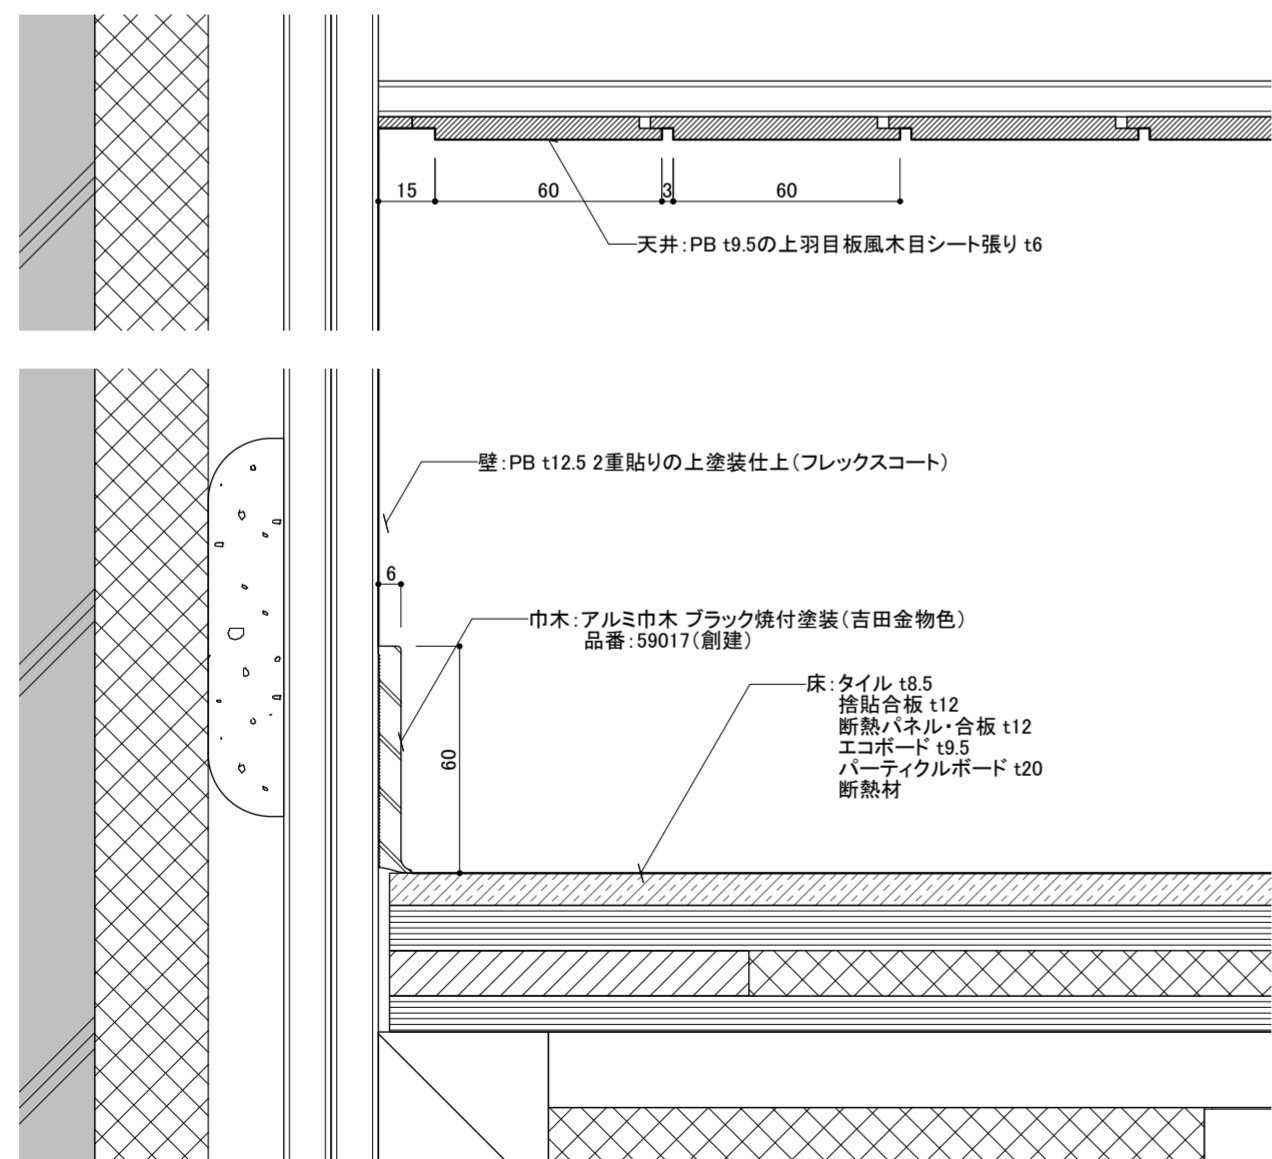 15
60
3
60
天井：PB t9.5の上羽目板風木目シート張り t6
壁：PB t12.5 2重貼りの上塗装仕上（フレックスコート）
6
巾木：アルミ巾木 ブラック焼付塗装（吉田金物色）
品番：59017（創建）
60
床：タイル t8.5
捨貼合板 t12
断熱パネル・合板 t12
エコボード t9.5
パーティクルボード t20
断熱材